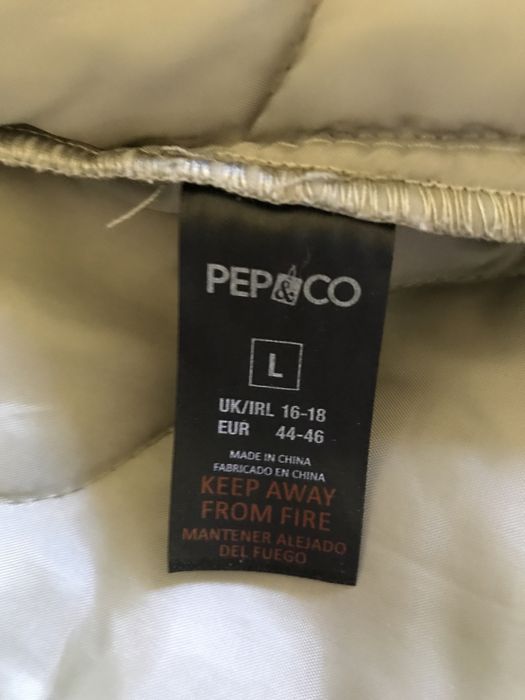 PEP&CO
L
UK/IRL 16-18
EUR 44-46
MADE IN CHINA
FABRICADO EN CHINA
KEEP AWAY
FROM FIRE
MANTENER ALEJADO
DEL FUEGO